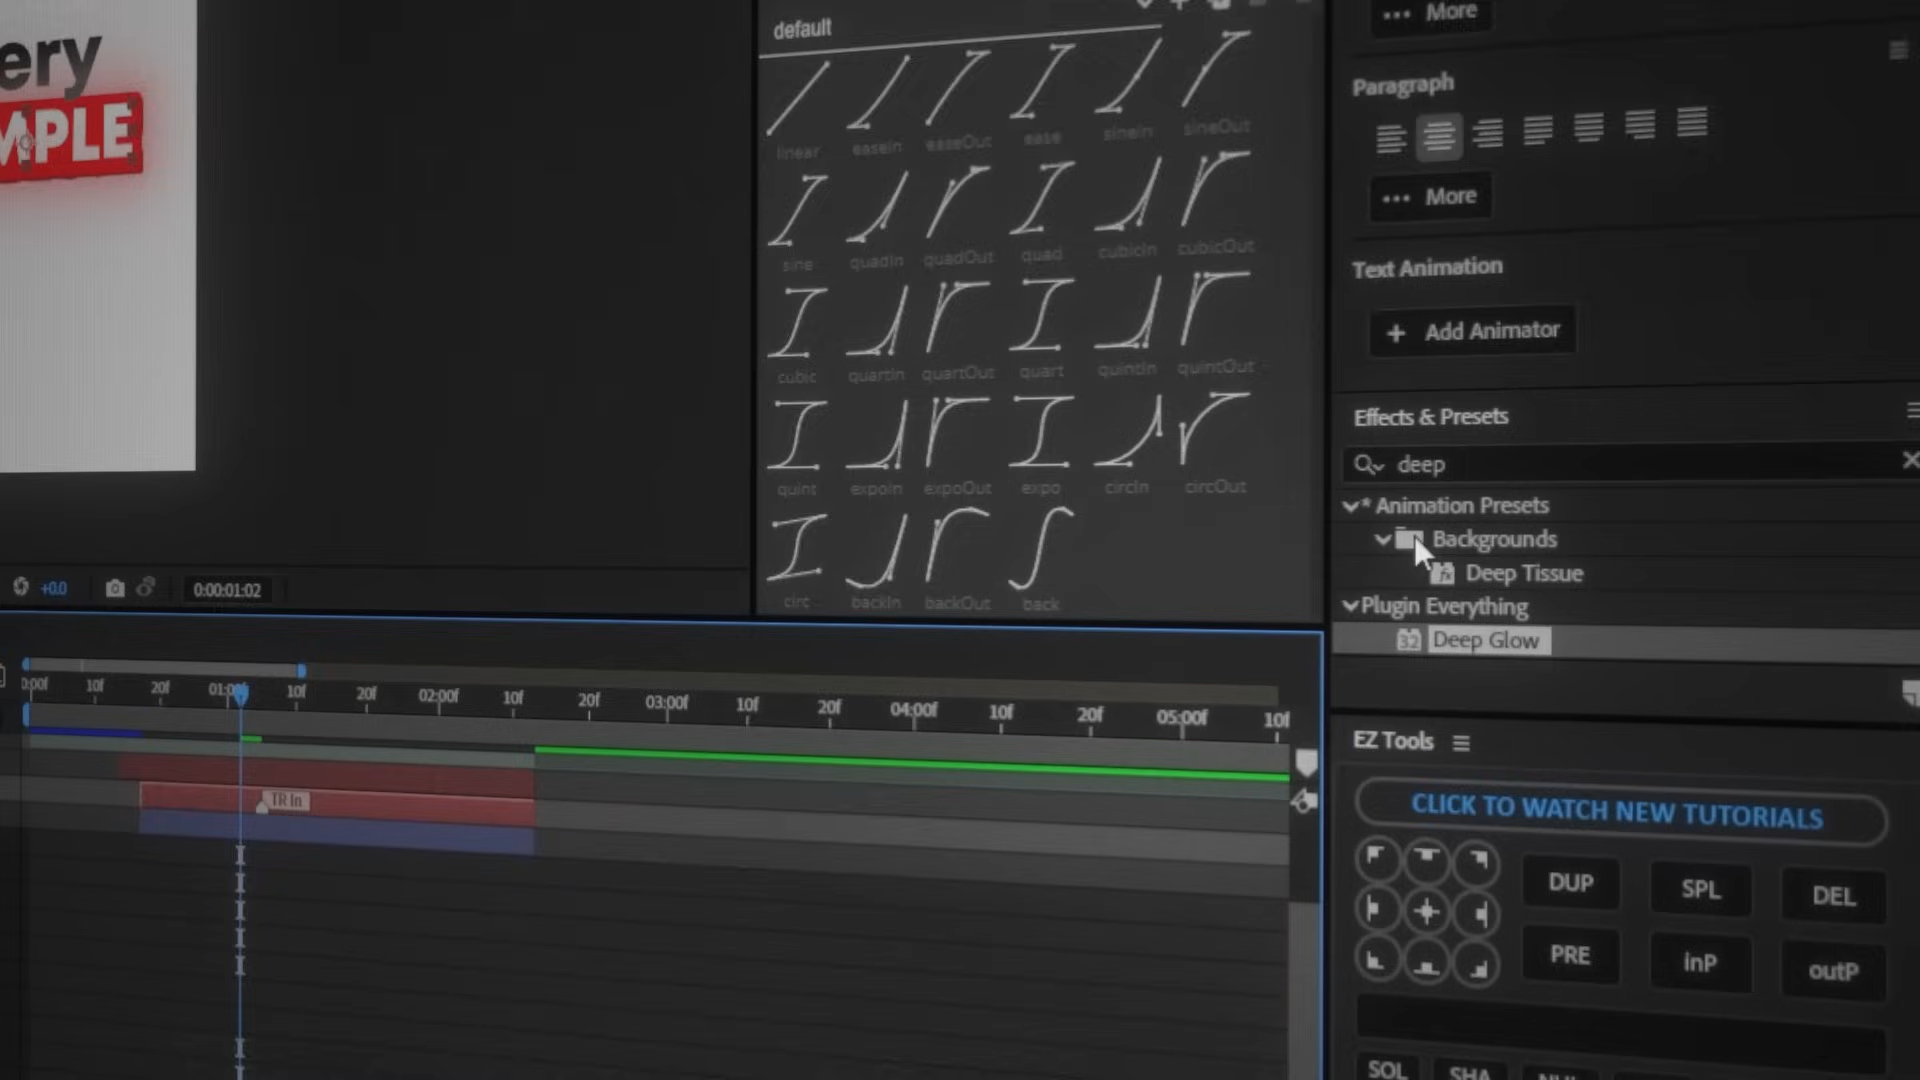 ery
MPLE
default
linear easeIn easeOut ease sineIn sineOut
sine quadIn quadOut quad cubicIn cubicOut
cubic quartIn quartOut quart quintIn quintOut
quint expoIn expoOut expo circIn circOut
circ backIn backOut back
+0.0
0:00:01:02
0:00f 10f 20f 01:00f 10f 20f 02:00f 10f 20f 03:00f 10f 20f 04:00f 10f 20f 05:00f 10f
TR In
More
Paragraph
More
Text Animation
+ Add Animator
Effects & Presets
deep
* Animation Presets
Backgrounds
Deep Tissue
Plugin Everything
32 Deep Glow
EZ Tools
CLICK TO WATCH NEW TUTORIALS
DUP SPL DEL
PRE inP outP
SOL SHA